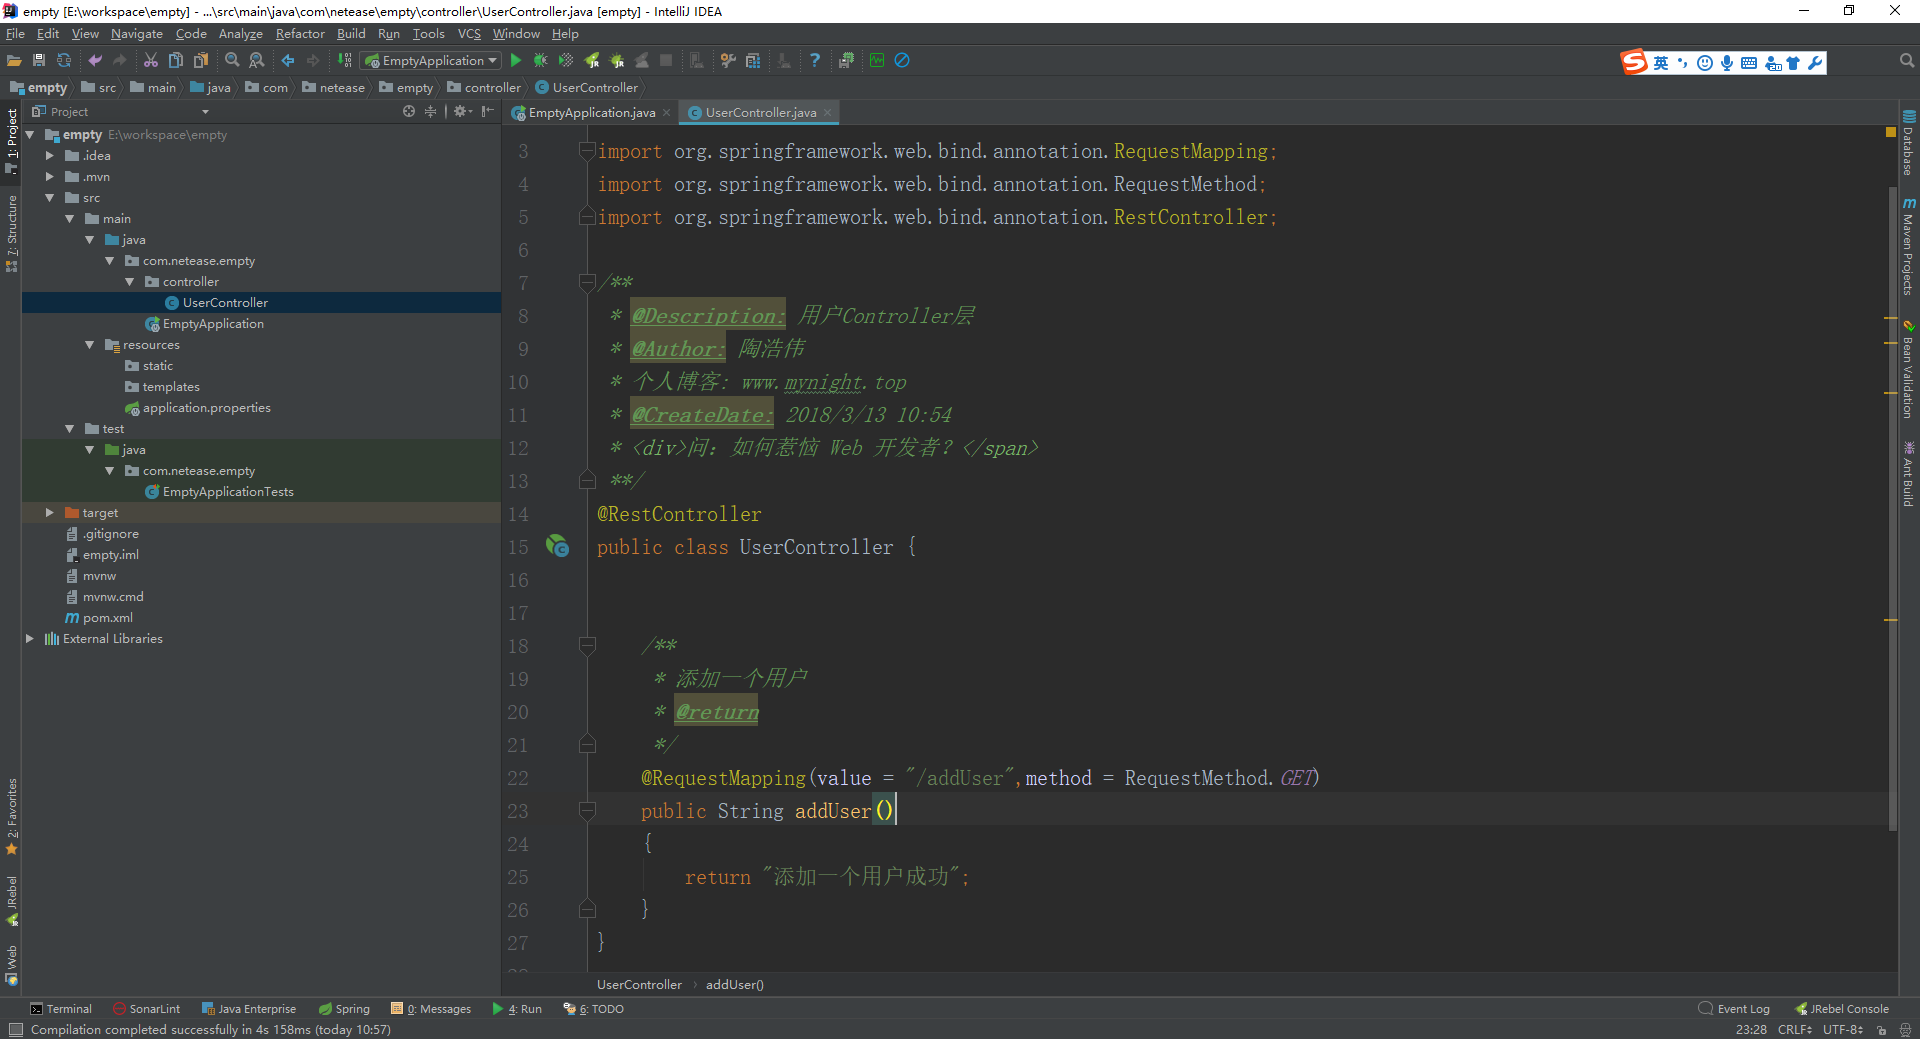 empty [E:\workspace\empty] - ...\src\main\java\com\netease\empty\controller\UserController.java [empty] - IntelliJ IDEA
File Edit View Navigate Code Analyze Refactor Build Run Tools VCS Window Help
EmptyApplication
英
empty src main java com netease empty controller UserController
Project
EmptyApplication.java
UserController.java
1: Project
7: Structure
2: Favorites
JRebel
Web
empty E:\workspace\empty
.idea
.mvn
src
main
java
com.netease.empty
controller
UserController
EmptyApplication
resources
static
templates
application.properties
test
java
com.netease.empty
EmptyApplicationTests
target
.gitignore
empty.iml
mvnw
mvnw.cmd
pom.xml
External Libraries
3 import org.springframework.web.bind.annotation.RequestMapping;
4 import org.springframework.web.bind.annotation.RequestMethod;
5 import org.springframework.web.bind.annotation.RestController;
6
7 /**
8 * @Description: 用户Controller层
9 * @Author: 陶浩伟
10 * 个人博客: www.mynight.top
11 * @CreateDate: 2018/3/13 10:54
12 * <div>问: 如何惹恼 Web 开发者? </span>
13 **/
14 @RestController
15 public class UserController {
16
17
18 /**
19 * 添加一个用户
20 * @return
21 */
22 @RequestMapping(value = "/addUser",method = RequestMethod.GET)
23 public String addUser()
24 {
25 return "添加一个用户成功";
26 }
27 }
UserController › addUser()
Database
Maven Projects
Bean Validation
Ant Build
Terminal SonarLint Java Enterprise Spring 0: Messages 4: Run 6: TODO Event Log JRebel Console
Compilation completed successfully in 4s 158ms (today 10:57) 23:28 CRLF UTF-8